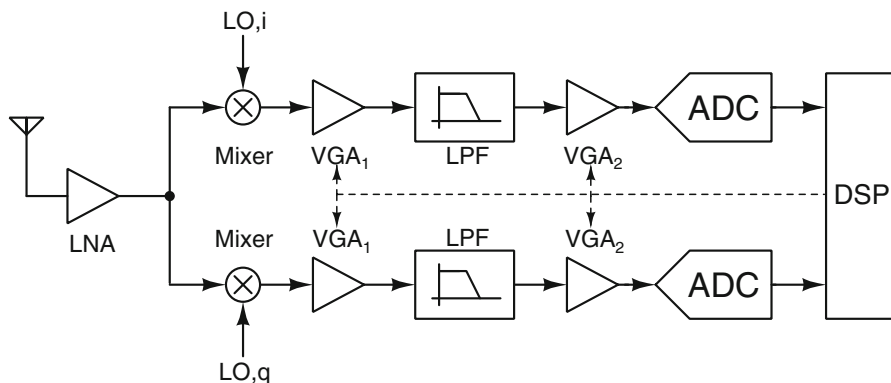 LO,i
ADC
Mixer
VGA₁
LPF
VGA₂
DSP
LNA
Mixer
VGA₁
LPF
VGA₂
ADC
LO,q